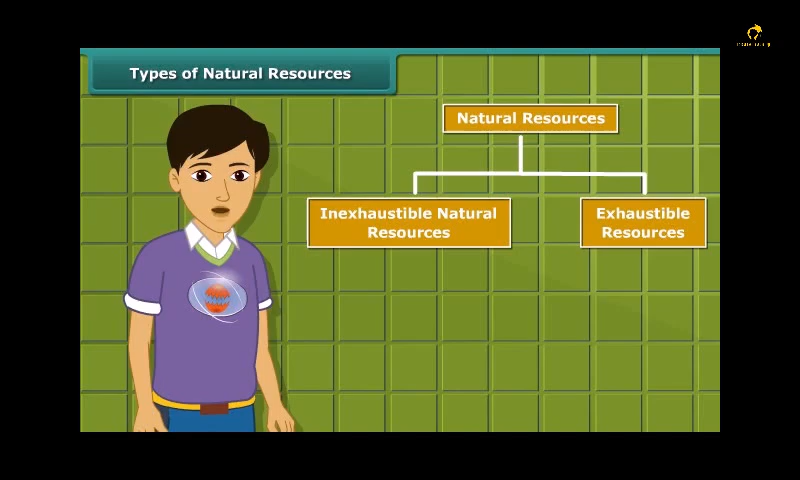 Types of Natural Resources
Natural Resources
Inexhaustible Natural
Resources
Exhaustible
Resources